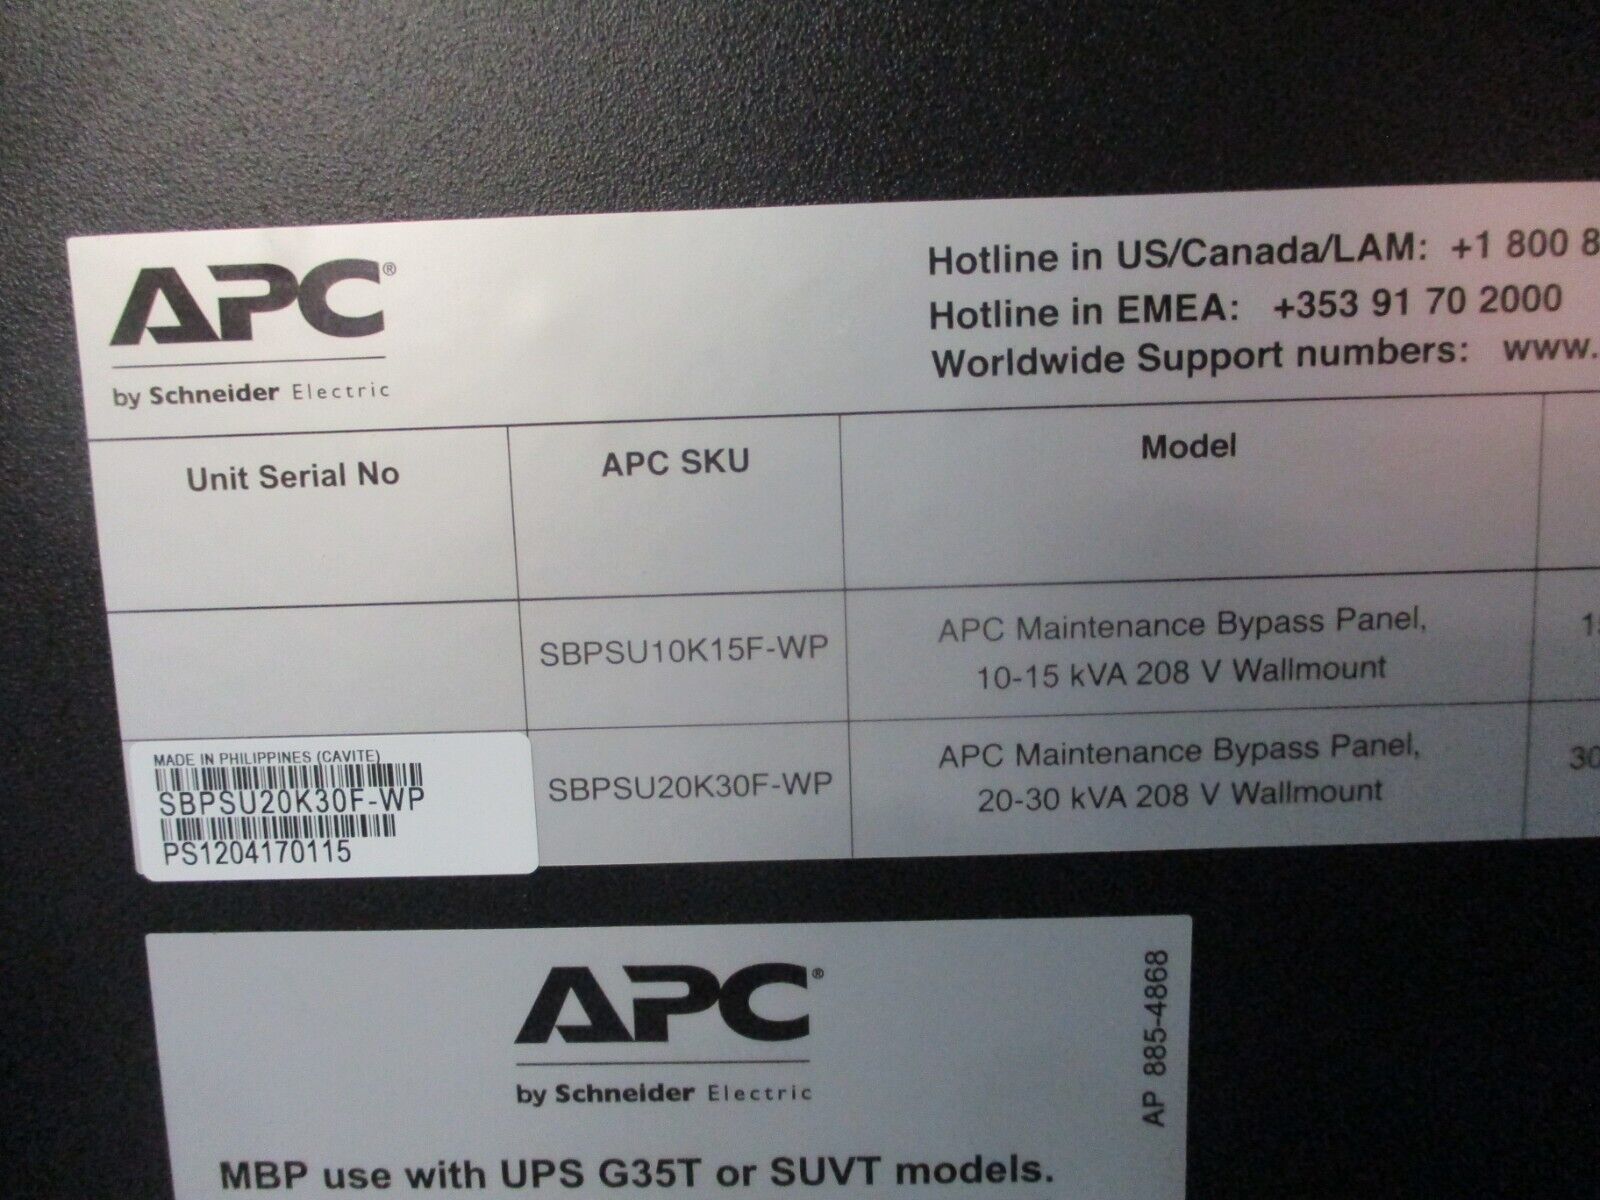 APC®
by Schneider Electric
Hotline in US/Canada/LAM: +1 800 8
Hotline in EMEA: +353 91 70 2000
Worldwide Support numbers: www.
Unit Serial No
APC SKU
Model
SBPSU10K15F-WP
APC Maintenance Bypass Panel,
10-15 kVA 208 V Wallmount
MADE IN PHILIPPINES (CAVITE)
SBPSU20K30F-WP
PS1204170115
SBPSU20K30F-WP
APC Maintenance Bypass Panel,
20-30 kVA 208 V Wallmount
30
APC®
by Schneider Electric
AP 885-4868
MBP use with UPS G35T or SUVT models.